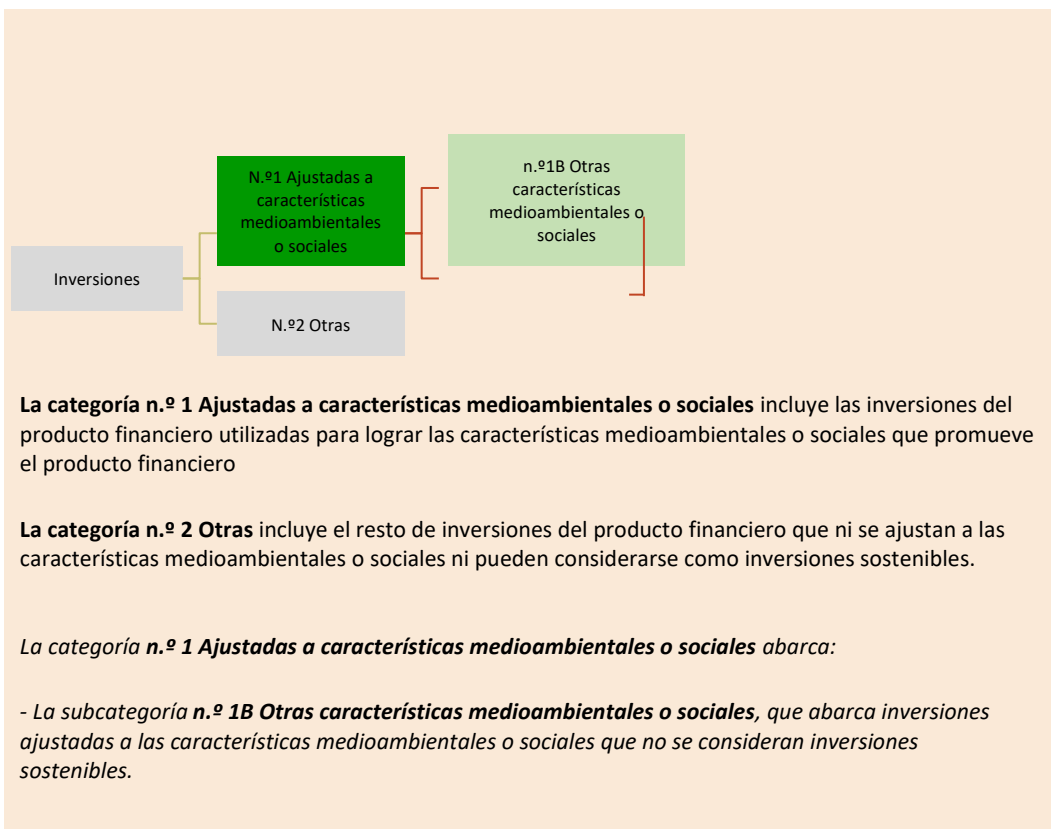 N.º1 Ajustadas a
características
medioambientales
o sociales
n.º1B Otras
características
medioambientales o
sociales
Inversiones
N.º2 Otras
La categoría n.º 1 Ajustadas a características medioambientales o sociales incluye las inversiones del
producto financiero utilizadas para lograr las características medioambientales o sociales que promueve
el producto financiero
La categoría n.º 2 Otras incluye el resto de inversiones del producto financiero que ni se ajustan a las
características medioambientales o sociales ni pueden considerarse como inversiones sostenibles.
La categoría n.º 1 Ajustadas a características medioambientales o sociales abarca:
- La subcategoría n.º 1B Otras características medioambientales o sociales, que abarca inversiones
ajustadas a las características medioambientales o sociales que no se consideran inversiones
sostenibles.